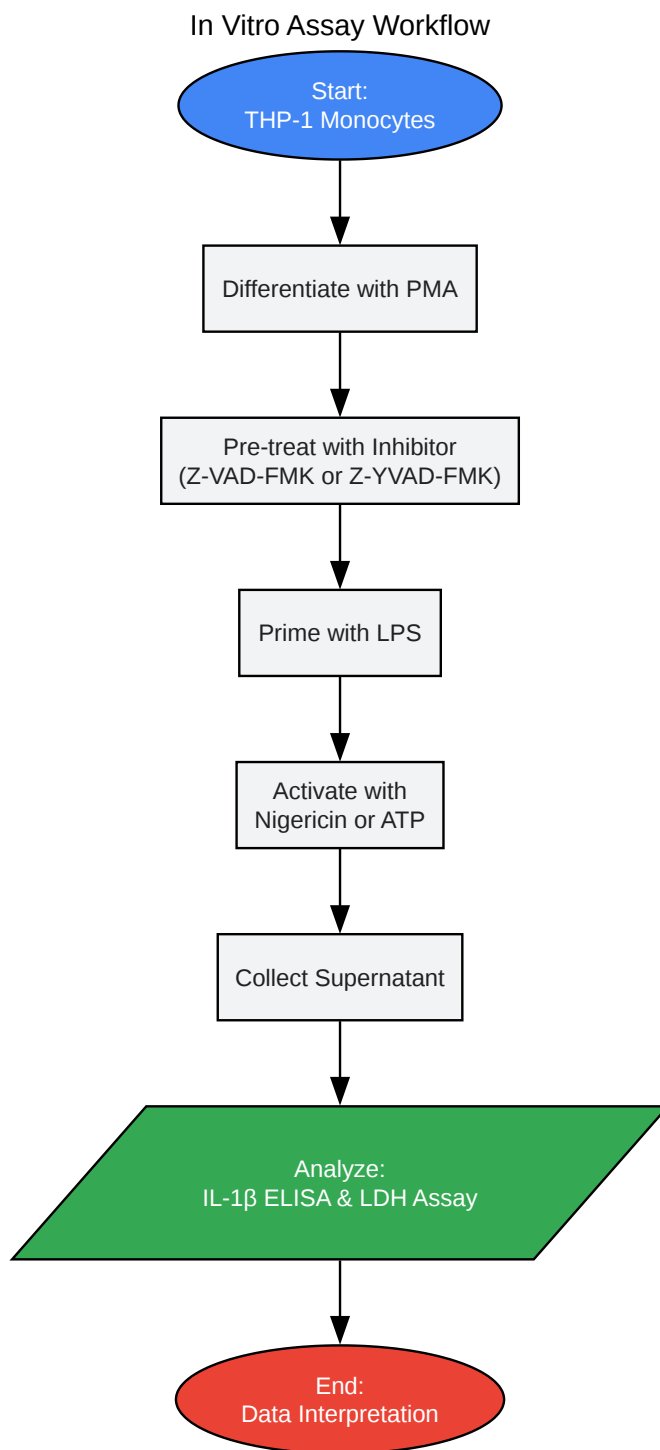 In Vitro Assay Workflow
Start:
THP-1 Monocytes
Differentiate with PMA
Pre-treat with Inhibitor
(Z-VAD-FMK or Z-YVAD-FMK)
Prime with LPS
Activate with
Nigericin or ATP
Collect Supernatant
Analyze:
IL-1β ELISA & LDH Assay
End:
Data Interpretation